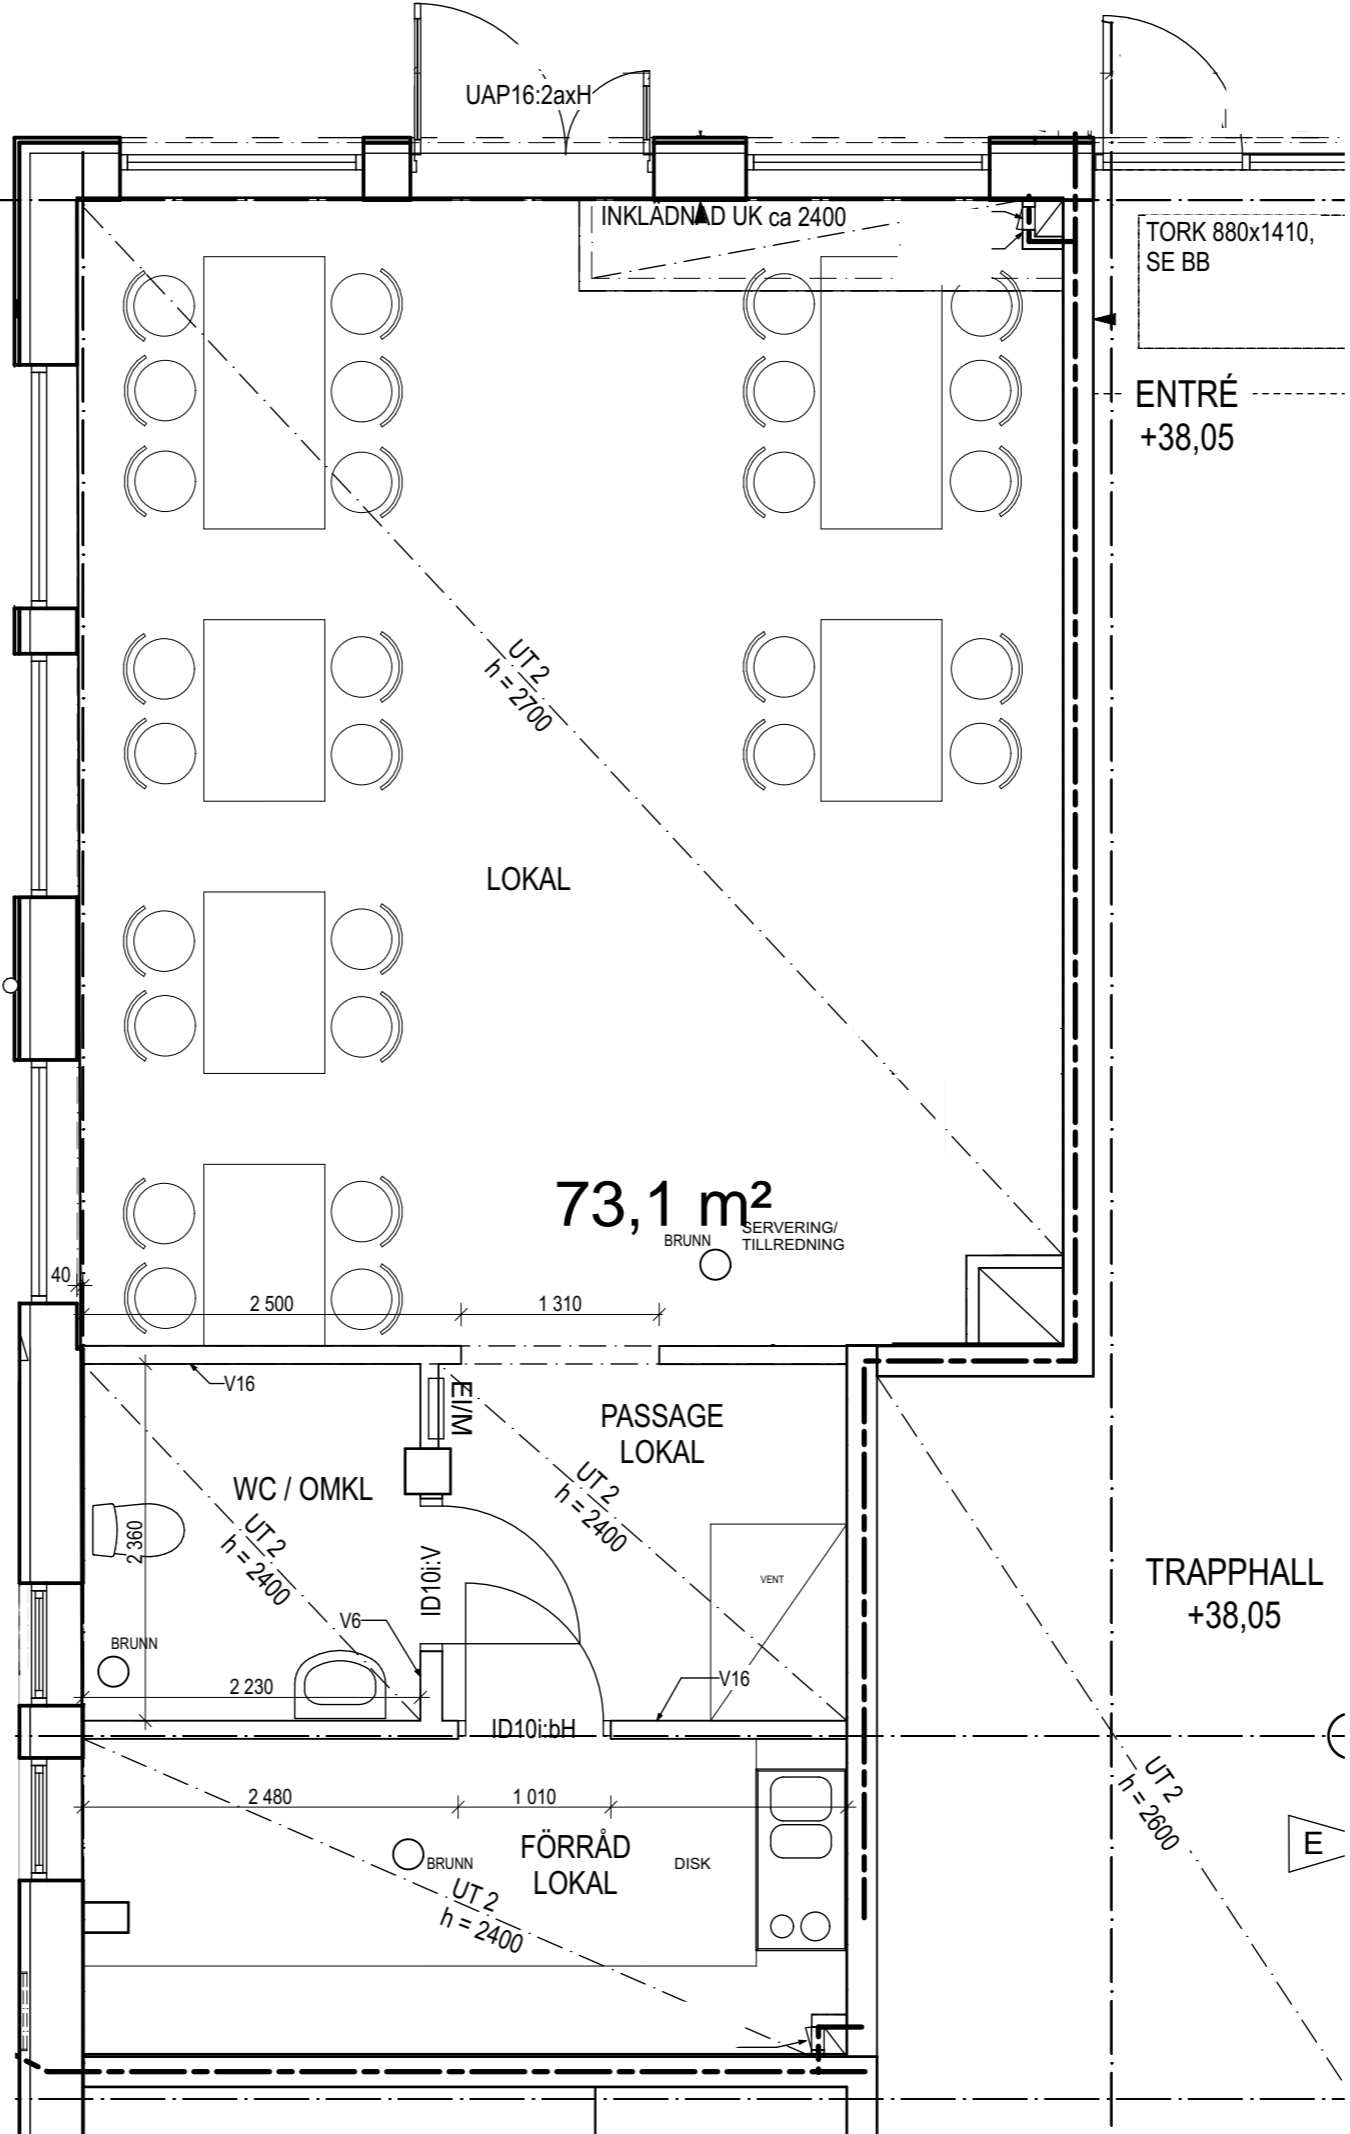 UAP16:2axH
INKLÄDNAD UK ca 2400
TORK 880x1410,
SE BB
ENTRÉ
+38,05
UT 2
h = 2700
LOKAL
73,1 m²
BRUNN
SERVERING/
TILLREDNING
40
2 500
1 310
V16
EI/M
PASSAGE
LOKAL
WC / OMKL
UT 2
h = 2400
UT 2
h = 2400
2 360
ID10i:V
VENT
TRAPPHALL
+38,05
V6
BRUNN
2 230
V16
ID10i:bH
UT 2
h = 2600
2 480
1 010
E
FÖRRÅD
LOKAL
BRUNN
DISK
UT 2
h = 2400